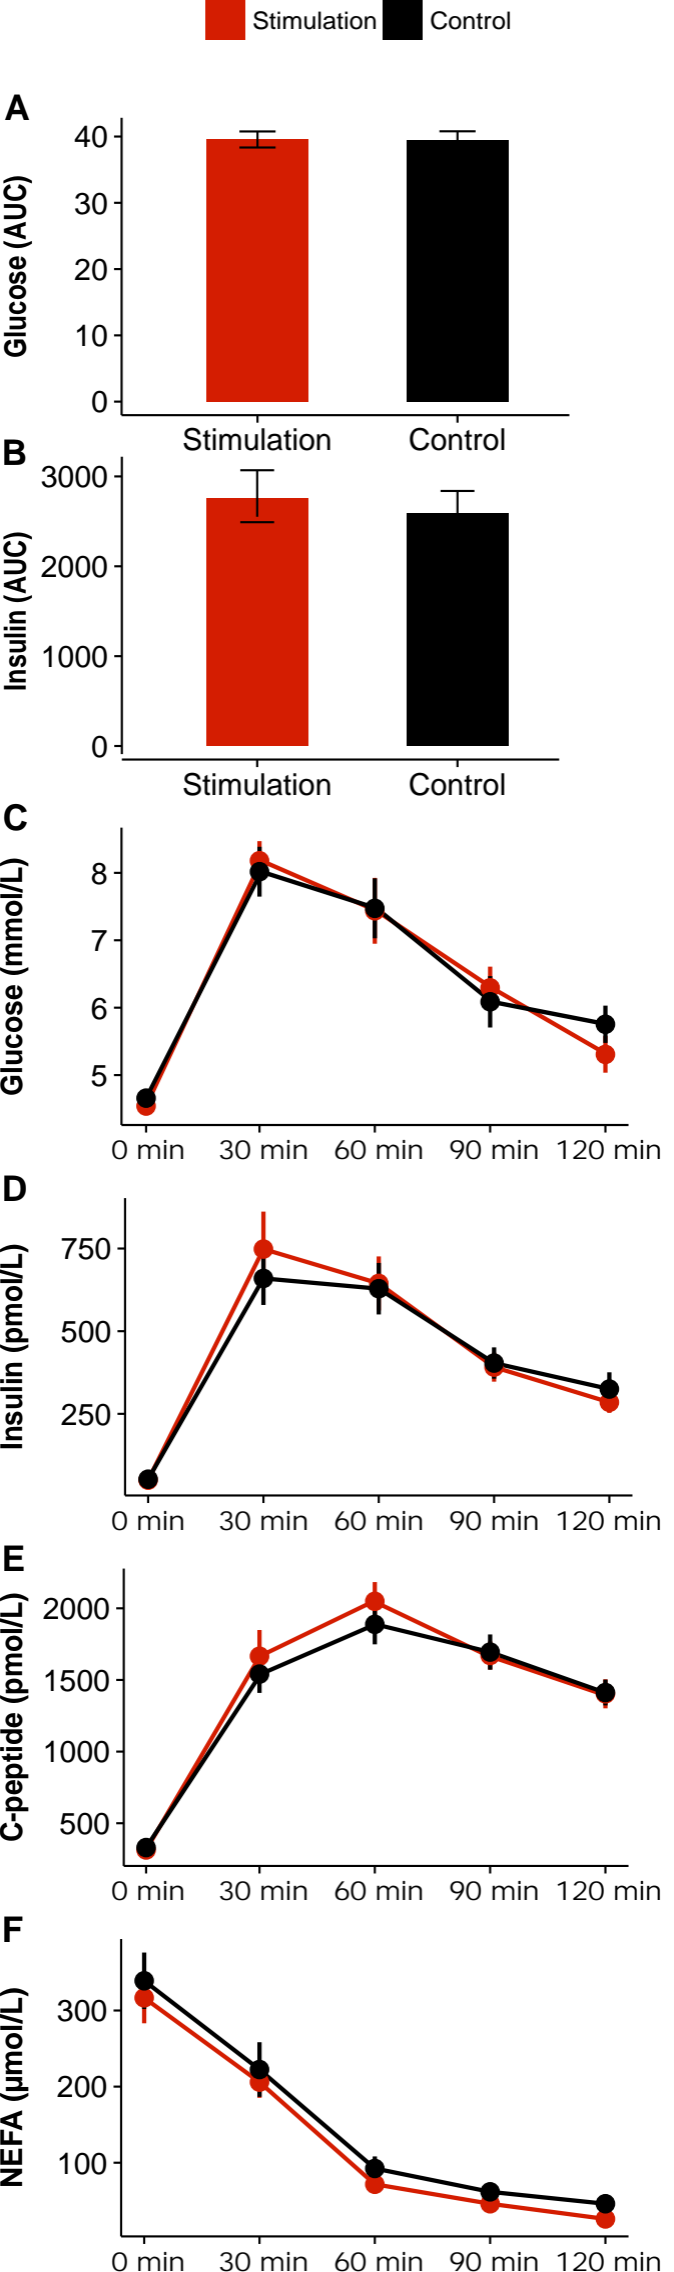 Stimulation Control
A
Glucose (AUC)
40
30
20
10
0
Stimulation Control
B
Insulin (AUC)
3000
2000
1000
0
Stimulation Control
C
Glucose (mmol/L)
8
7
6
5
0 min 30 min 60 min 90 min 120 min
D
Insulin (pmol/L)
750
500
250
0 min 30 min 60 min 90 min 120 min
E
C-peptide (pmol/L)
2000
1500
1000
500
0 min 30 min 60 min 90 min 120 min
F
NEFA (μmol/L)
300
200
100
0 min 30 min 60 min 90 min 120 min